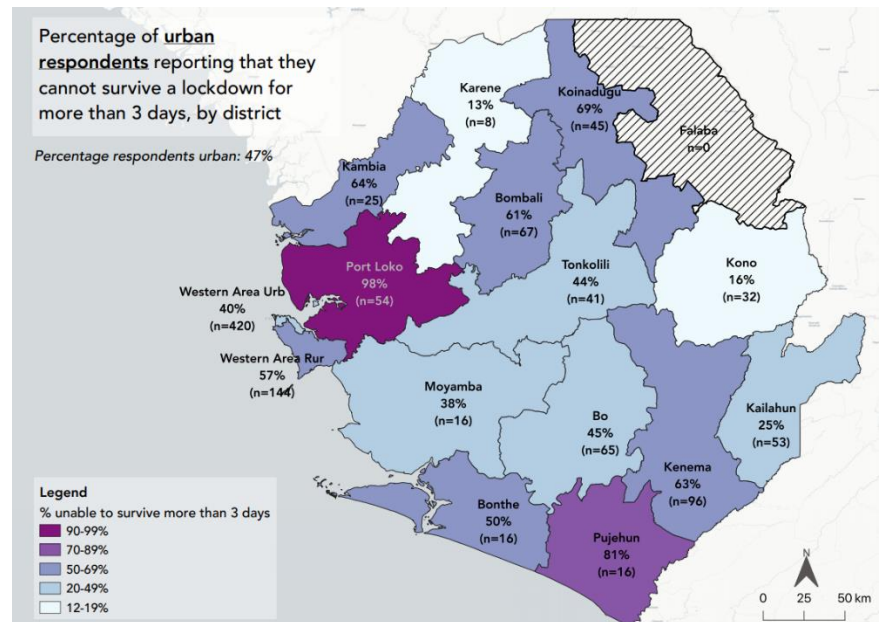 Percentage of urban
respondents reporting that they
cannot survive a lockdown for
more than 3 days, by district
Percentage respondents urban: 47%
Karene
13%
(n=8)
Koinadugu
69%
(n=45)
Falaba
n=0
Kambia
64%
(n=25)
Bombali
61%
(n=67)
Port Loko
98%
(n=54)
Tonkolili
44%
(n=41)
Kono
16%
(n=32)
Western Area Urb
40%
(n=420)
Western Area Rur
57%
(n=144)
Moyamba
38%
(n=16)
Bo
45%
(n=65)
Kailahun
25%
(n=53)
Kenema
63%
(n=96)
Bonthe
50%
(n=16)
Pujehun
81%
(n=16)
Legend
% unable to survive more than 3 days
90-99%
70-89%
50-69%
20-49%
12-19%
N
0 25 50 km